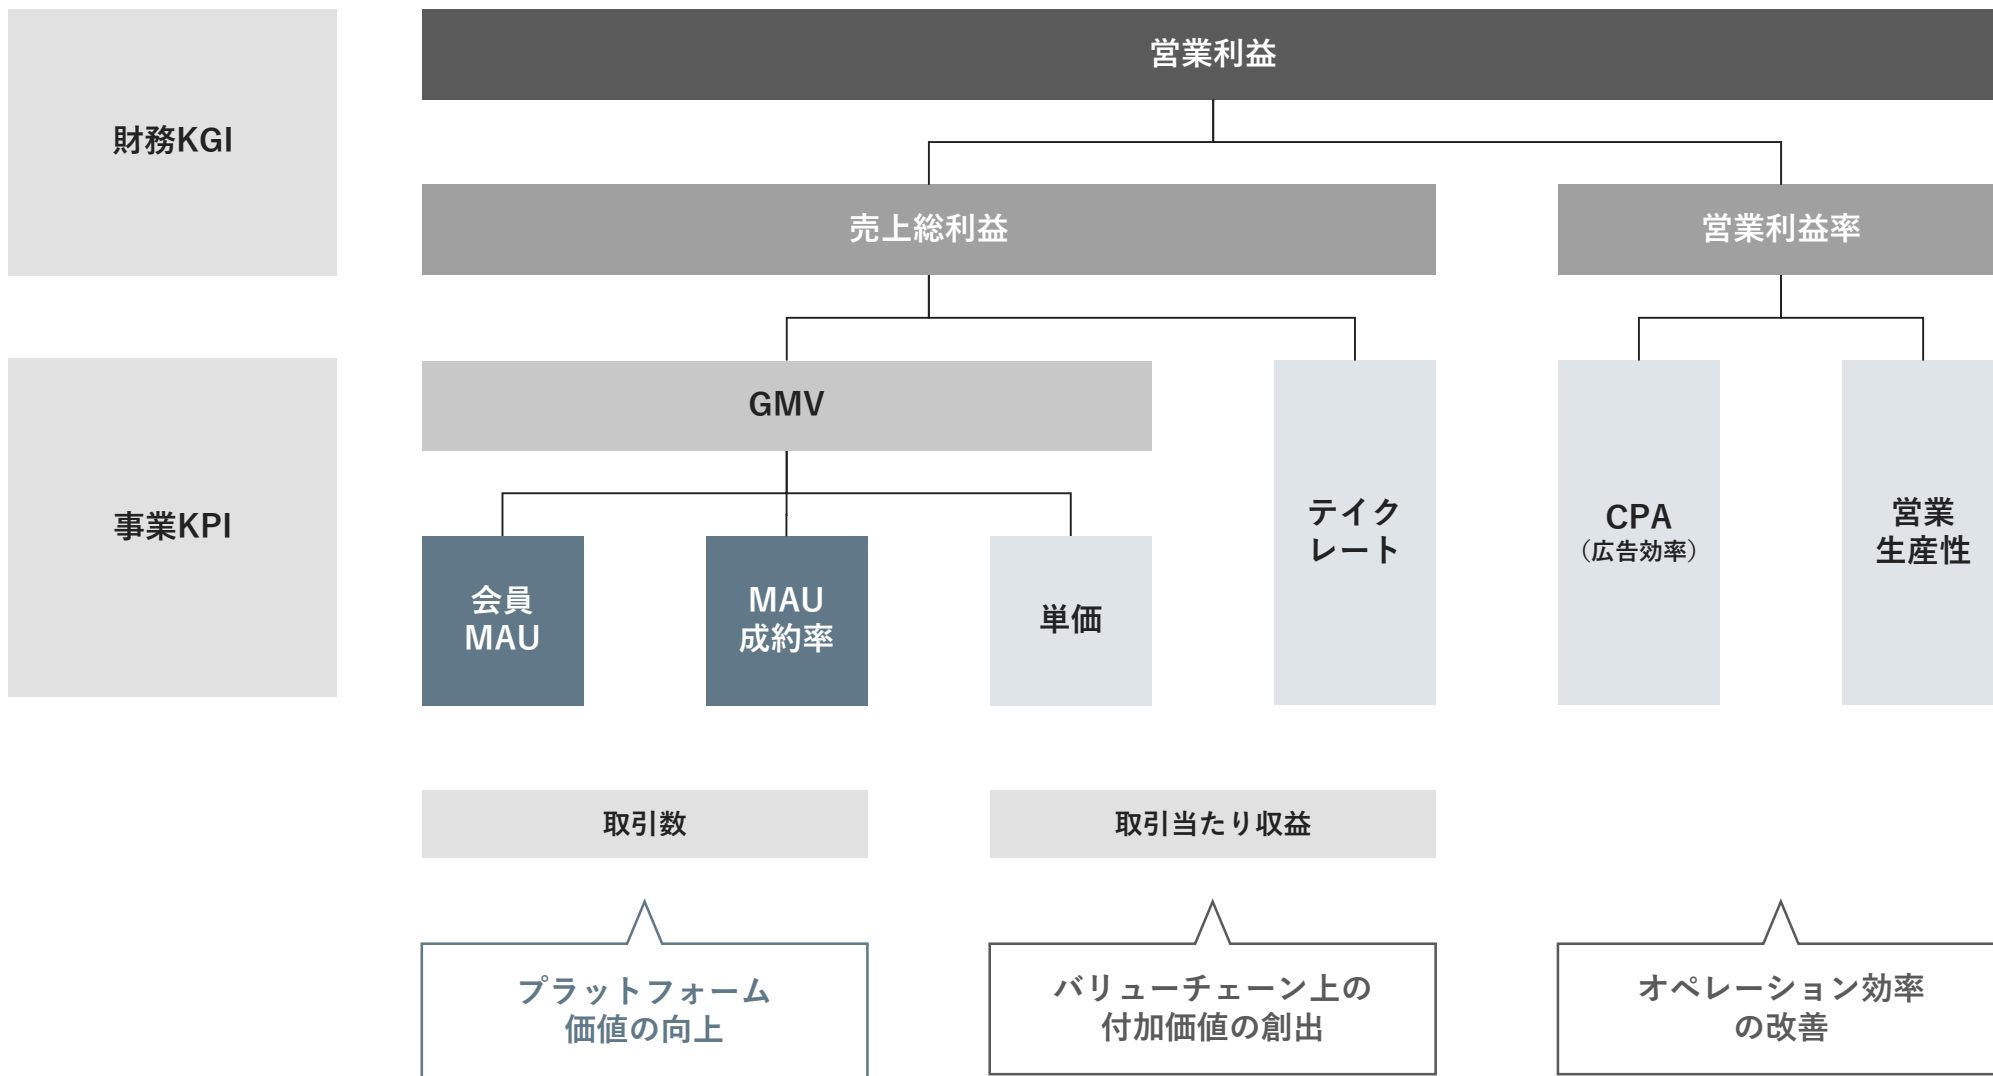 営業利益
財務KGI
売上総利益
営業利益率
GMV
事業KPI
テイク
レート
CPA
（広告効率）
営業
生産性
会員
MAU
MAU
成約率
単価
取引数
取引当たり収益
プラットフォーム
価値の向上
バリューチェーン上の
付加価値の創出
オペレーション効率
の改善